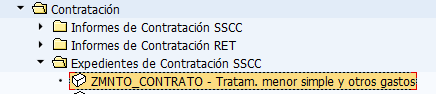 Contratación
Informes de Contratación SSCC
Informes de Contratación RET
Expedientes de Contratación SSCC
ZMNTO_CONTRATO - Tratam. menor simple y otros gastos